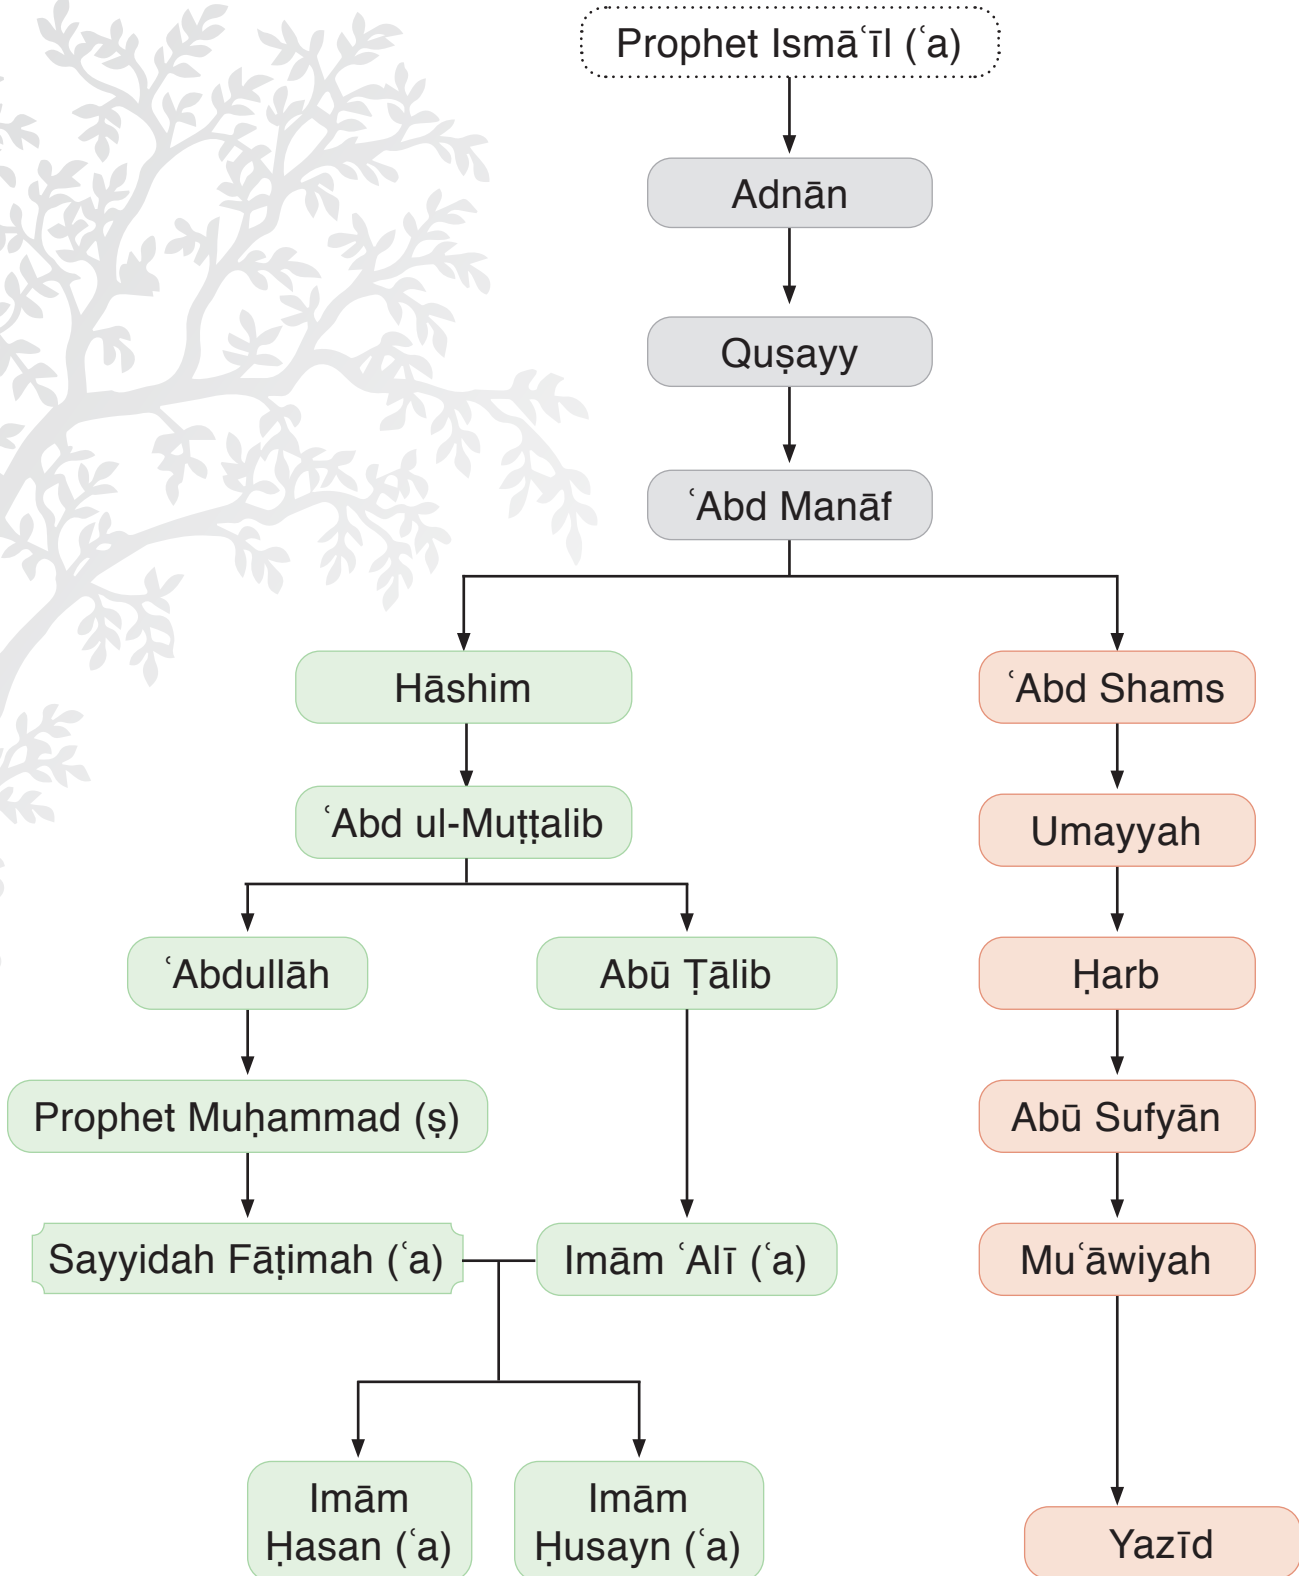 Prophet Ismāʿīl (ʿa)
Adnān
Quṣayy
ʿAbd Manāf
Hāshim
ʿAbd Shams
ʿAbd ul-Muṭṭalib
Umayyah
ʿAbdullāh
Abū Ṭālib
Ḥarb
Prophet Muḥammad (ṣ)
Abū Sufyān
Sayyidah Fāṭimah (ʿa)
Imām ʿAlī (ʿa)
Muʿāwiyah
Imām
Ḥasan (ʿa)
Imām
Ḥusayn (ʿa)
Yazīd